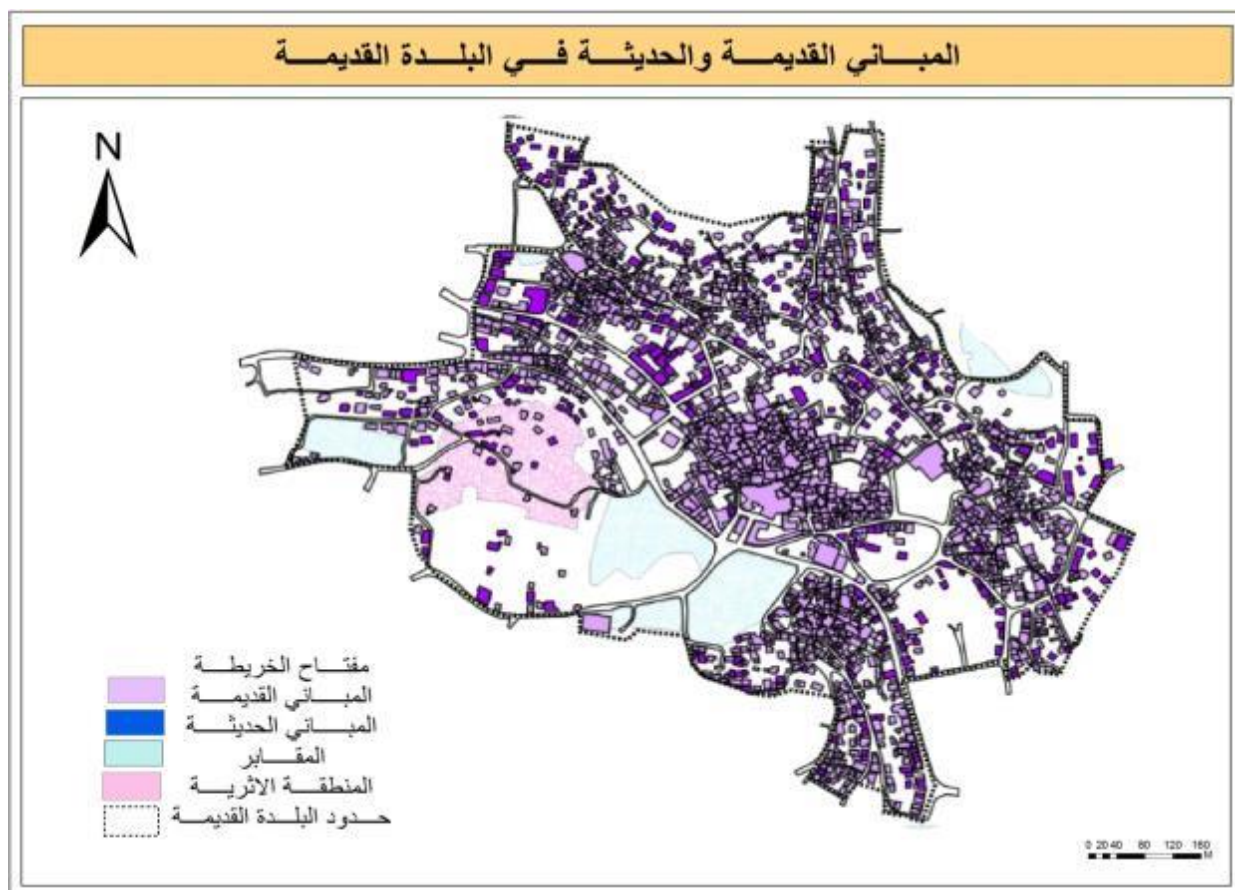 المبـــاني القديمـــة والحديثـــة فـــي البلـــدة القديمـــة
N
مفتـــاح الخريطـــة
المبـــاني القديمـــة
المبـــاني الحديثـــة
المقـــابر
المنطقـــة الاثريـــة
حـــدود البلـــدة القديمـــة
0 20 40 80 120 160
M